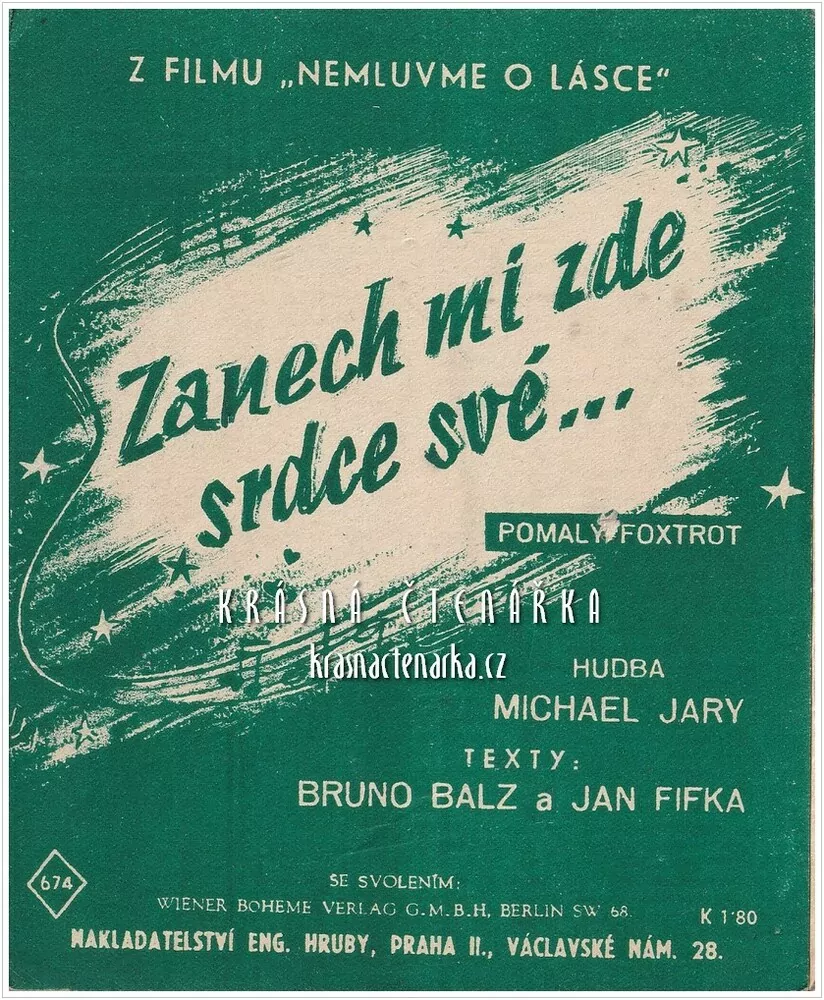 Z FILMU „NEMLUVME O LÁSCE“
Zanech mi zde
srdce své...
POMALÝ FOXTROT
KRÁSNÁ ČTENÁŘKA
krasnactenarka.cz
HUDBA
MICHAEL JARY
TEXTY:
BRUNO BALZ a JAN FIFKA
674
SE SVOLENÍM:
WIENER BOHEME VERLAG G.M.B.H, BERLIN SW 68.
K 1·80
NAKLADATELSTVÍ ENG. HRUBY, PRAHA II., VÁCLAVSKÉ NÁM. 28.